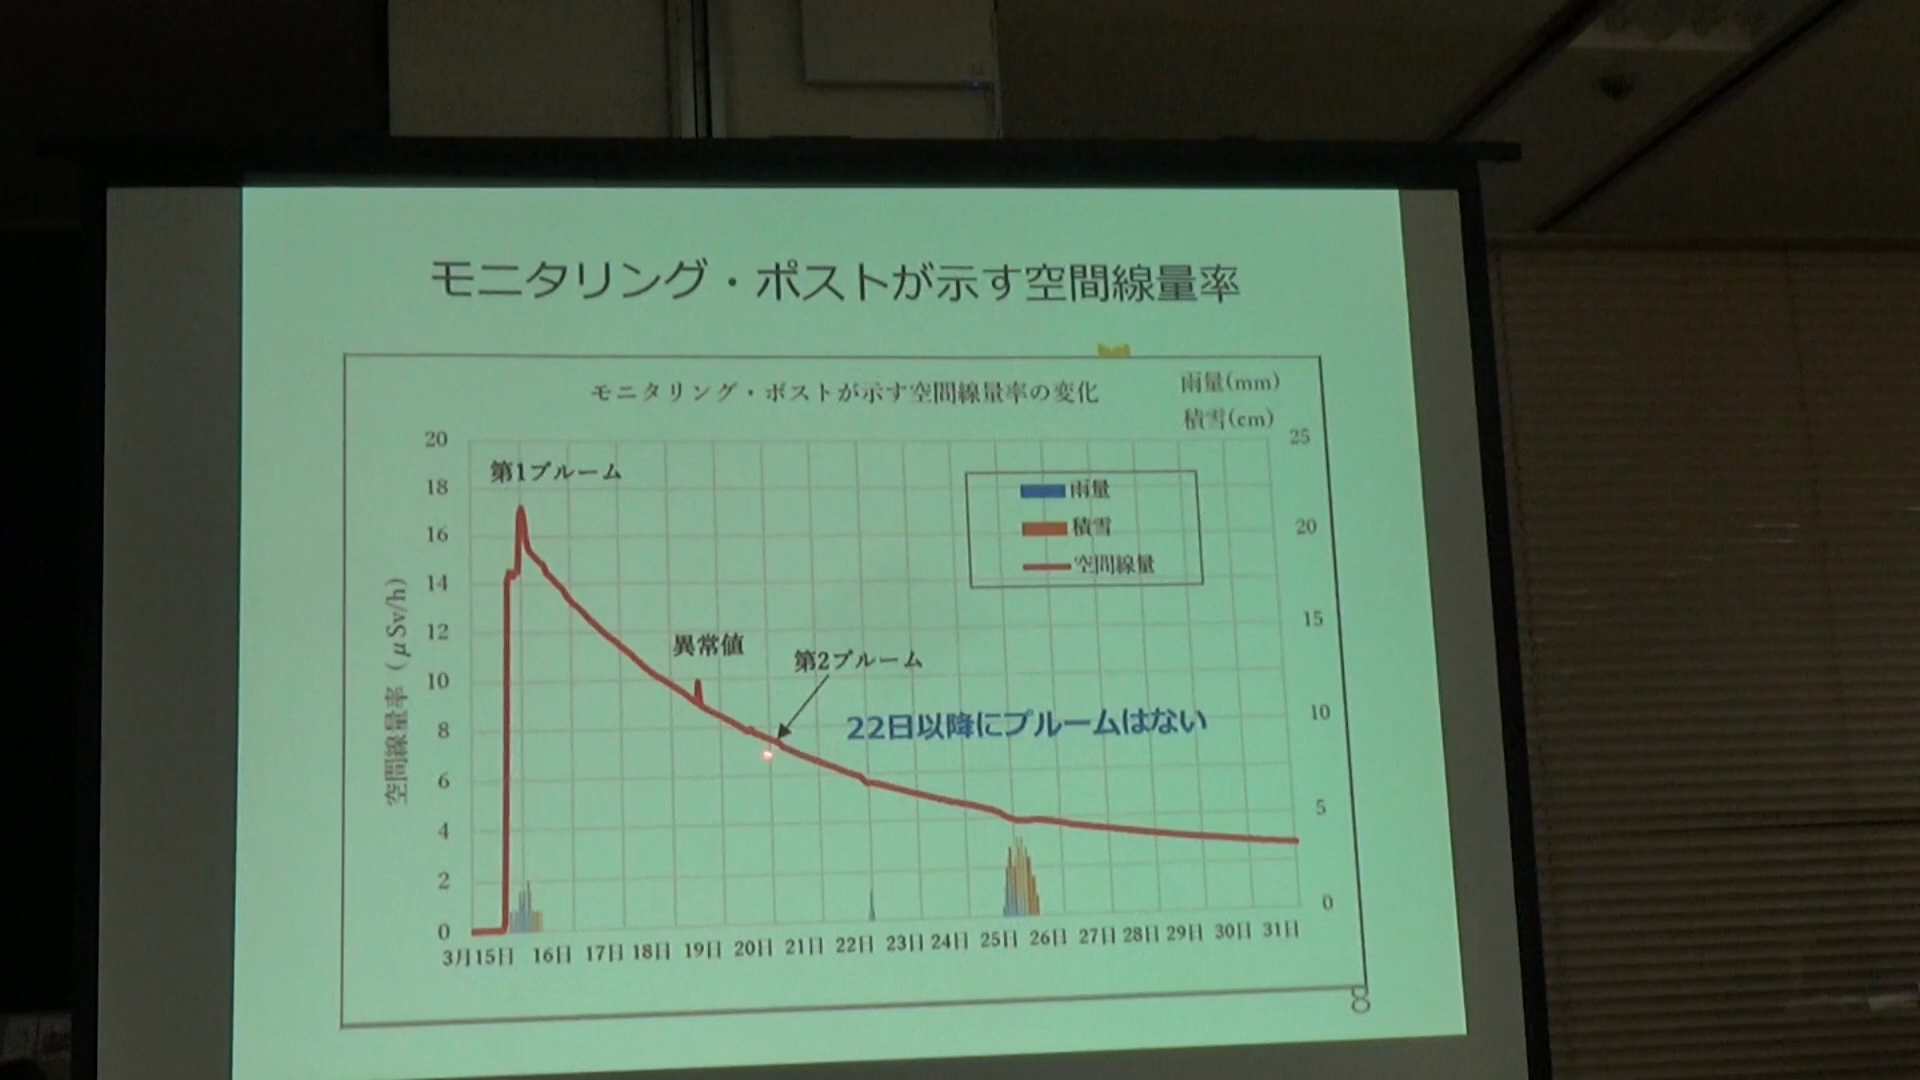 モニタリング・ポストが示す空間線量率
モニタリング・ポストが示す空間線量率の変化
雨量(mm)
積雪(cm)
空間線量率（μSv/h）
20
18
16
14
12
10
8
6
4
2
0
25
20
15
10
5
0
第1プルーム
雨量
積雪
空間線量
異常値
第2プルーム
22日以降にプルームはない
3月15日 16日 17日 18日 19日 20日 21日 22日 23日 24日 25日 26日 27日 28日 29日 30日 31日
8